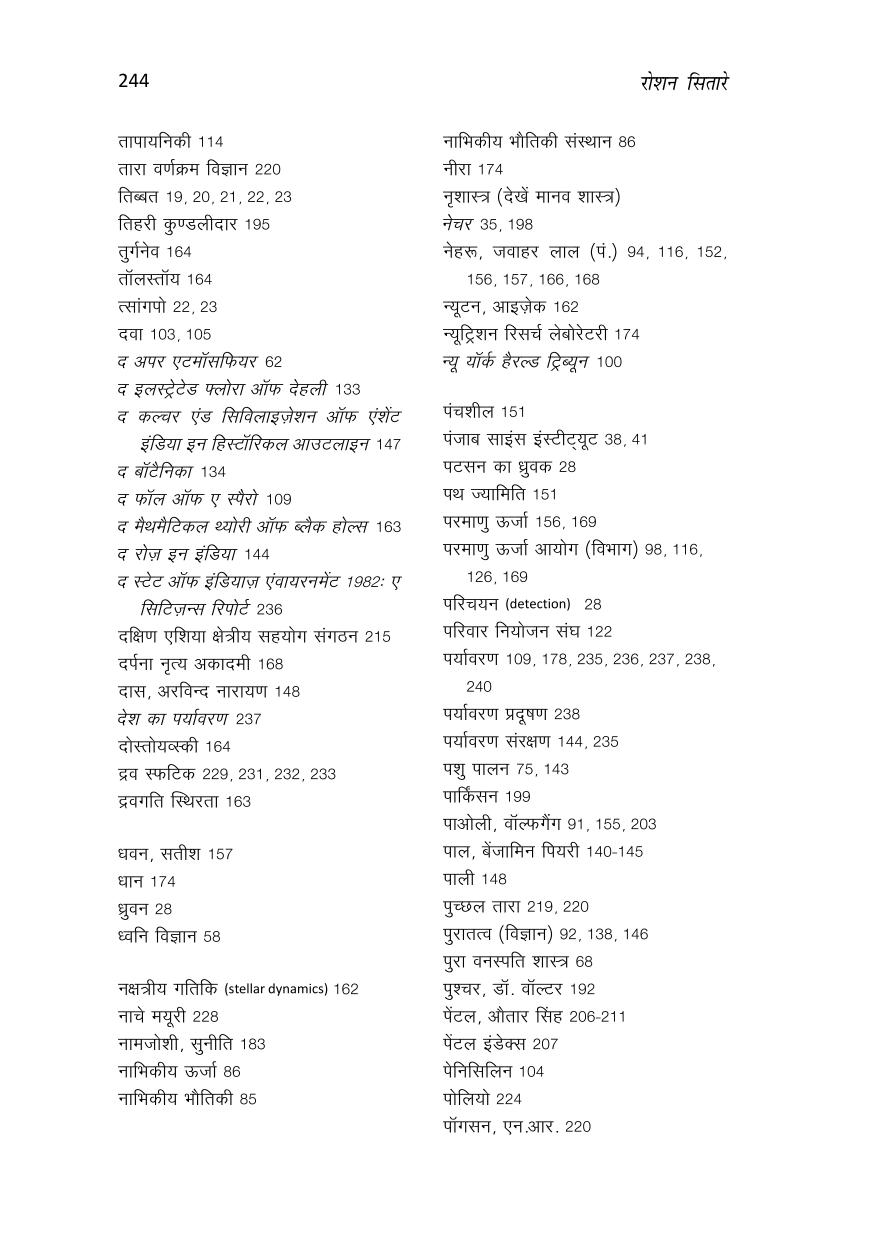 244
रोशन सितारे
तापायनिकी 114
तारा वर्णक्रम विज्ञान 220
तिब्बत 19, 20, 21, 22, 23
तिहरी कुण्डलीदार 195
तुर्गनेव 164
तॉलस्तॉय 164
त्सांगपो 22, 23
दवा 103, 105
द अपर एटमॉसफियर 62
द इलस्ट्रेटेड फ्लोरा ऑफ देहली 133
द कल्चर एंड सिविलाइज़ेशन ऑफ एंशेंट
इंडिया इन हिस्टॉरिकल आउटलाइन 147
द बॉटैनिका 134
द फॉल ऑफ ए स्पैरो 109
द मैथमैटिकल थ्योरी ऑफ ब्लैक होल्स 163
द रोज़ इन इंडिया 144
द स्टेट ऑफ इंडियाज़ एंवायरनमेंट 1982: ए
सिटिज़न्स रिपोर्ट 236
दक्षिण एशिया क्षेत्रीय सहयोग संगठन 215
दर्पना नृत्य अकादमी 168
दास, अरविन्द नारायण 148
देश का पर्यावरण 237
दोस्तोयव्स्की 164
द्रव स्फटिक 229, 231, 232, 233
द्रवगति स्थिरता 163
धवन, सतीश 157
धान 174
ध्रुवन 28
ध्वनि विज्ञान 58
नक्षत्रीय गतिकि (stellar dynamics) 162
नाचे मयूरी 228
नामजोशी, सुनीति 183
नाभिकीय ऊर्जा 86
नाभिकीय भौतिकी 85
नाभिकीय भौतिकी संस्थान 86
नीरा 174
नृशास्त्र (देखें मानव शास्त्र)
नेचर 35, 198
नेहरू, जवाहर लाल (पं.) 94, 116, 152,
156, 157, 166, 168
न्यूटन, आइज़ेक 162
न्यूट्रिशन रिसर्च लेबोरेटरी 174
न्यू यॉर्क हैरल्ड ट्रिब्यून 100
पंचशील 151
पंजाब साइंस इंस्टीट्यूट 38, 41
पटसन का ध्रुवक 28
पथ ज्यामिति 151
परमाणु ऊर्जा 156, 169
परमाणु ऊर्जा आयोग (विभाग) 98, 116,
126, 169
परिचयन (detection) 28
परिवार नियोजन संघ 122
पर्यावरण 109, 178, 235, 236, 237, 238,
240
पर्यावरण प्रदूषण 238
पर्यावरण संरक्षण 144, 235
पशु पालन 75, 143
पार्किंसन 199
पाओली, वॉल्फगैंग 91, 155, 203
पाल, बेंजामिन पियरी 140-145
पाली 148
पुच्छल तारा 219, 220
पुरातत्व (विज्ञान) 92, 138, 146
पुरा वनस्पति शास्त्र 68
पुश्चर, डॉ. वॉल्टर 192
पेंटल, औतार सिंह 206-211
पेंटल इंडेक्स 207
पेनिसिलिन 104
पोलियो 224
पॉगसन, एन.आर. 220